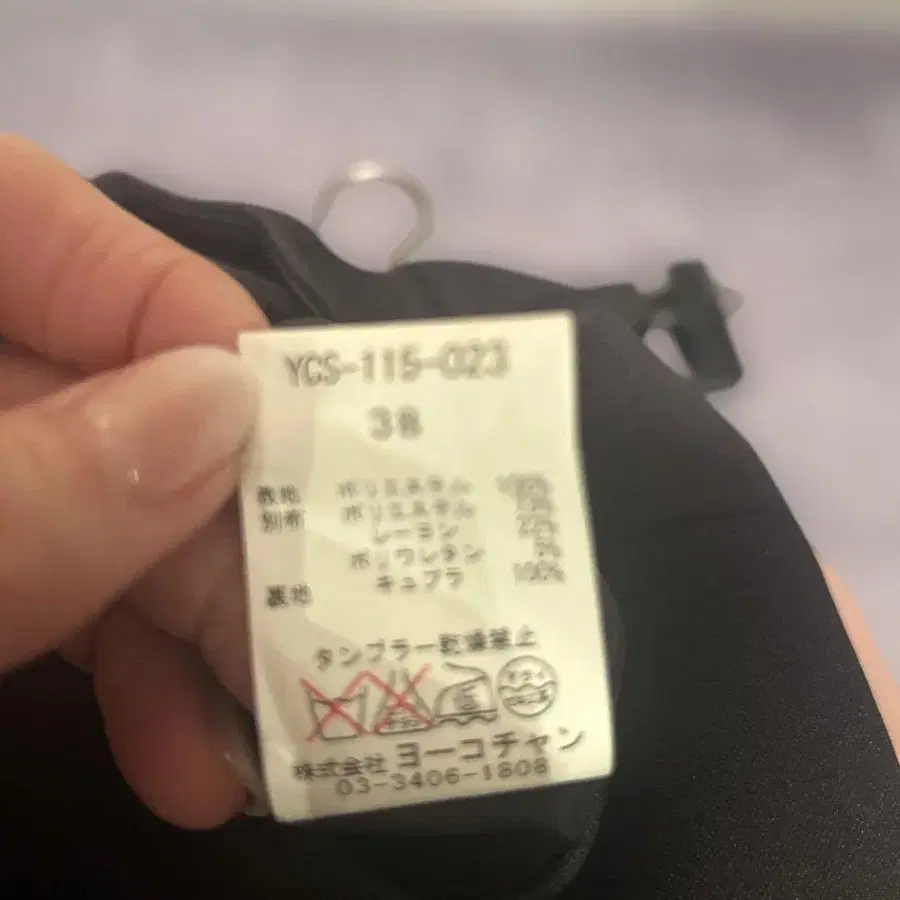 YCS-115-023
38
表地 ポリエステル 100%
別布 ポリエステル
レーヨン
ポリウレタン
裏地 キュプラ 100%
タンブラー乾燥禁止
株式会社 ヨーコチャン
03-3406-1808